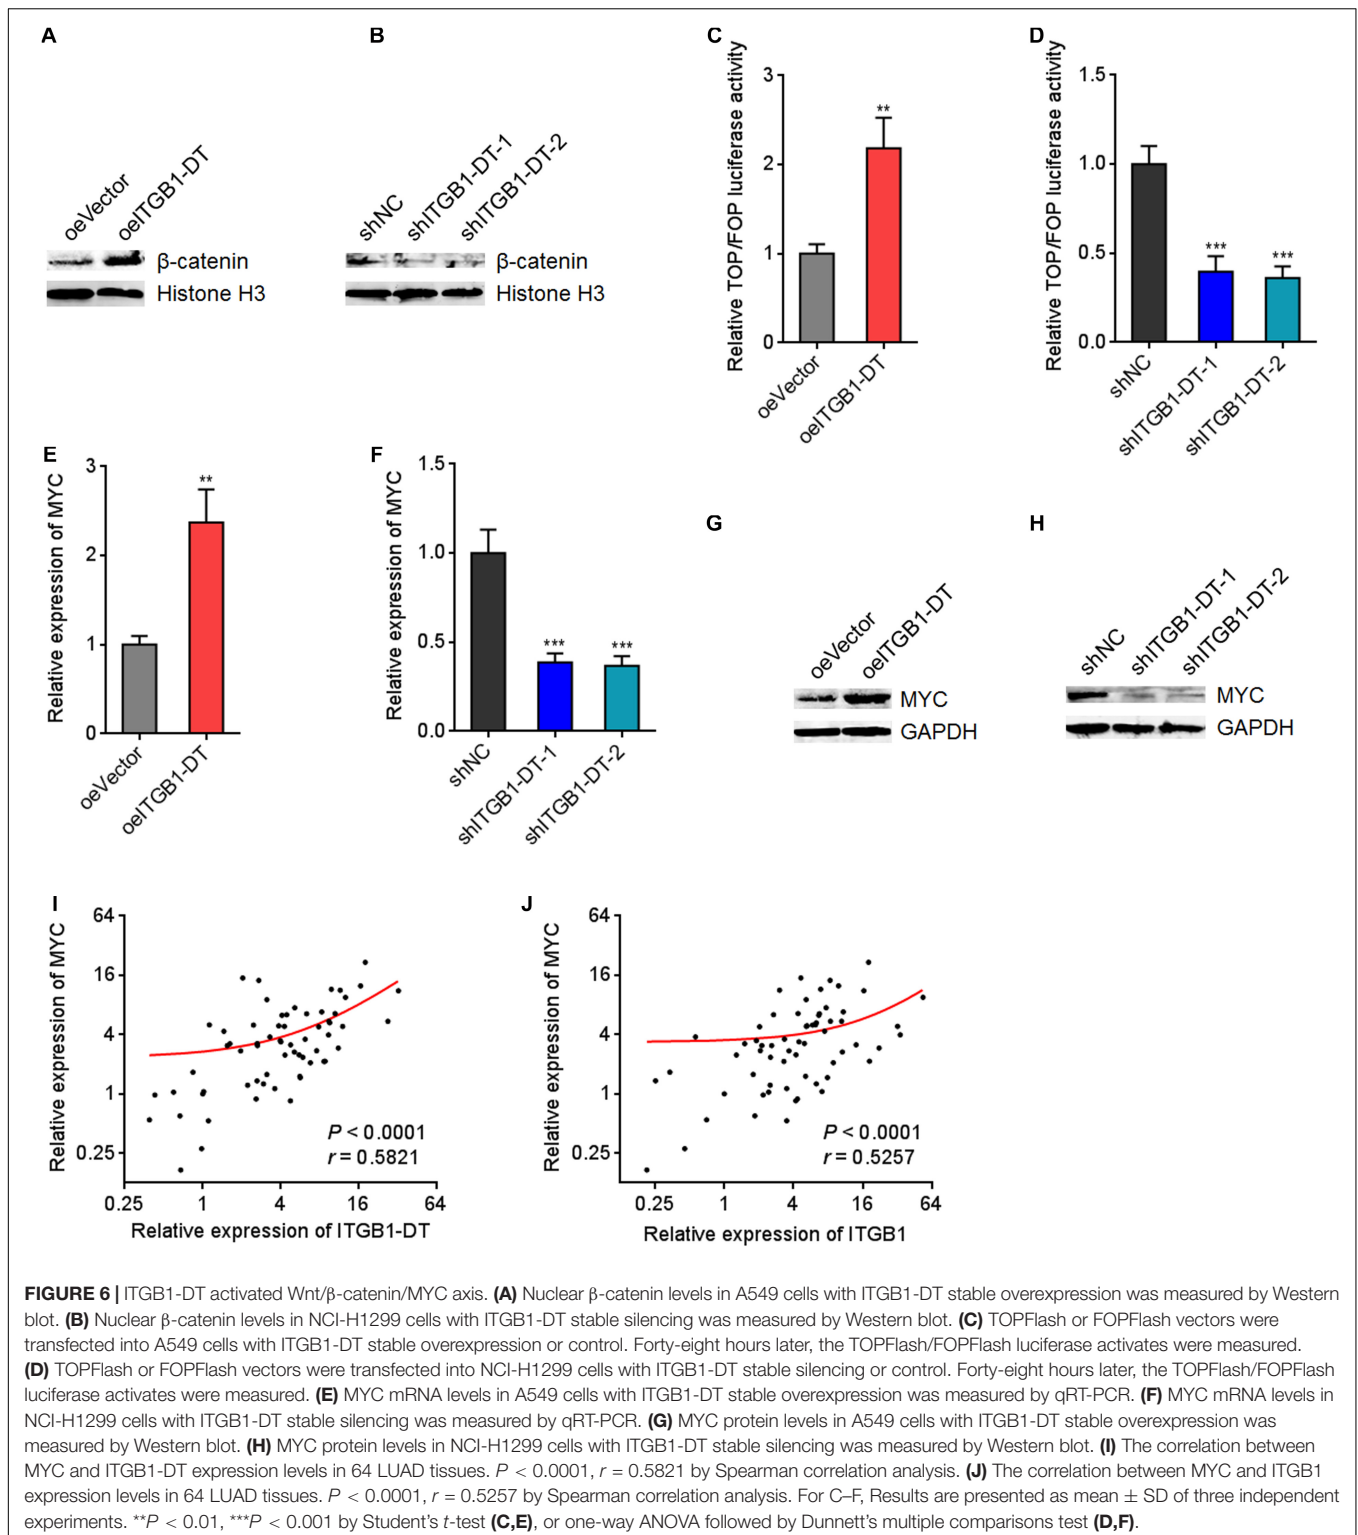 A
B
C
D
oeVector
oeITGB1-DT
β-catenin
Histone H3
shNC
shITGB1-DT-1
shITGB1-DT-2
β-catenin
Histone H3
Relative TOP/FOP luciferase activity
3
2
1
0
**
oeVector
oeITGB1-DT
Relative TOP/FOP luciferase activity
1.5
1.0
0.5
0.0
***
***
shNC
shITGB1-DT-1
shITGB1-DT-2
E
F
G
H
Relative expression of MYC
3
2
1
0
**
oeVector
oeITGB1-DT
Relative expression of MYC
1.5
1.0
0.5
0.0
***
***
shNC
shITGB1-DT-1
shITGB1-DT-2
oeVector
oeITGB1-DT
MYC
GAPDH
shNC
shITGB1-DT-1
shITGB1-DT-2
MYC
GAPDH
I
J
Relative expression of MYC
64
16
4
1
0.25
P < 0.0001
r = 0.5821
0.25 1 4 16 64
Relative expression of ITGB1-DT
Relative expression of MYC
64
16
4
1
0.25
P < 0.0001
r = 0.5257
0.25 1 4 16 64
Relative expression of ITGB1
FIGURE 6 | ITGB1-DT activated Wnt/β-catenin/MYC axis. (A) Nuclear β-catenin levels in A549 cells with ITGB1-DT stable overexpression was measured by Western
blot. (B) Nuclear β-catenin levels in NCI-H1299 cells with ITGB1-DT stable silencing was measured by Western blot. (C) TOPFlash or FOPFlash vectors were
transfected into A549 cells with ITGB1-DT stable overexpression or control. Forty-eight hours later, the TOPFlash/FOPFlash luciferase activates were measured.
(D) TOPFlash or FOPFlash vectors were transfected into NCI-H1299 cells with ITGB1-DT stable silencing or control. Forty-eight hours later, the TOPFlash/FOPFlash
luciferase activates were measured. (E) MYC mRNA levels in A549 cells with ITGB1-DT stable overexpression was measured by qRT-PCR. (F) MYC mRNA levels in
NCI-H1299 cells with ITGB1-DT stable silencing was measured by qRT-PCR. (G) MYC protein levels in A549 cells with ITGB1-DT stable overexpression was
measured by Western blot. (H) MYC protein levels in NCI-H1299 cells with ITGB1-DT stable silencing was measured by Western blot. (I) The correlation between
MYC and ITGB1-DT expression levels in 64 LUAD tissues. P < 0.0001, r = 0.5821 by Spearman correlation analysis. (J) The correlation between MYC and ITGB1
expression levels in 64 LUAD tissues. P < 0.0001, r = 0.5257 by Spearman correlation analysis. For C–F, Results are presented as mean ± SD of three independent
experiments. **P < 0.01, ***P < 0.001 by Student's t-test (C,E), or one-way ANOVA followed by Dunnett's multiple comparisons test (D,F).